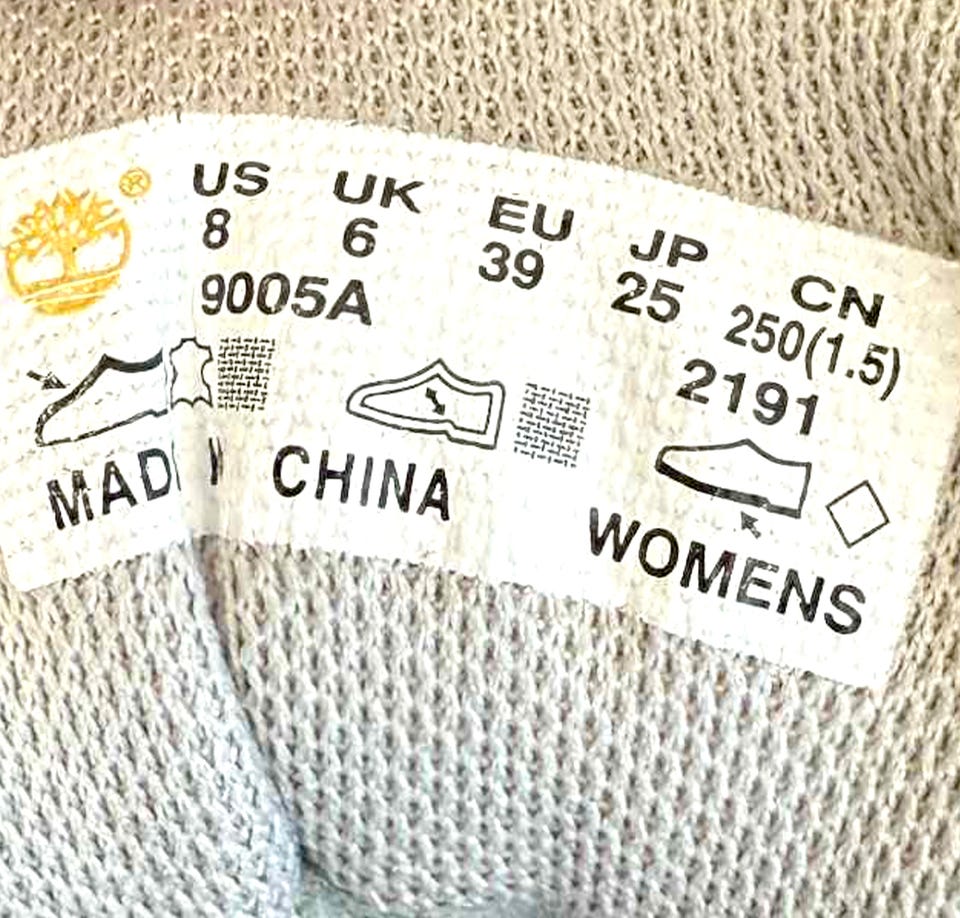 ®
US UK EU JP CN
8 6 39 25 250(1.5)
9005A 2191
CHINA
WOMENS